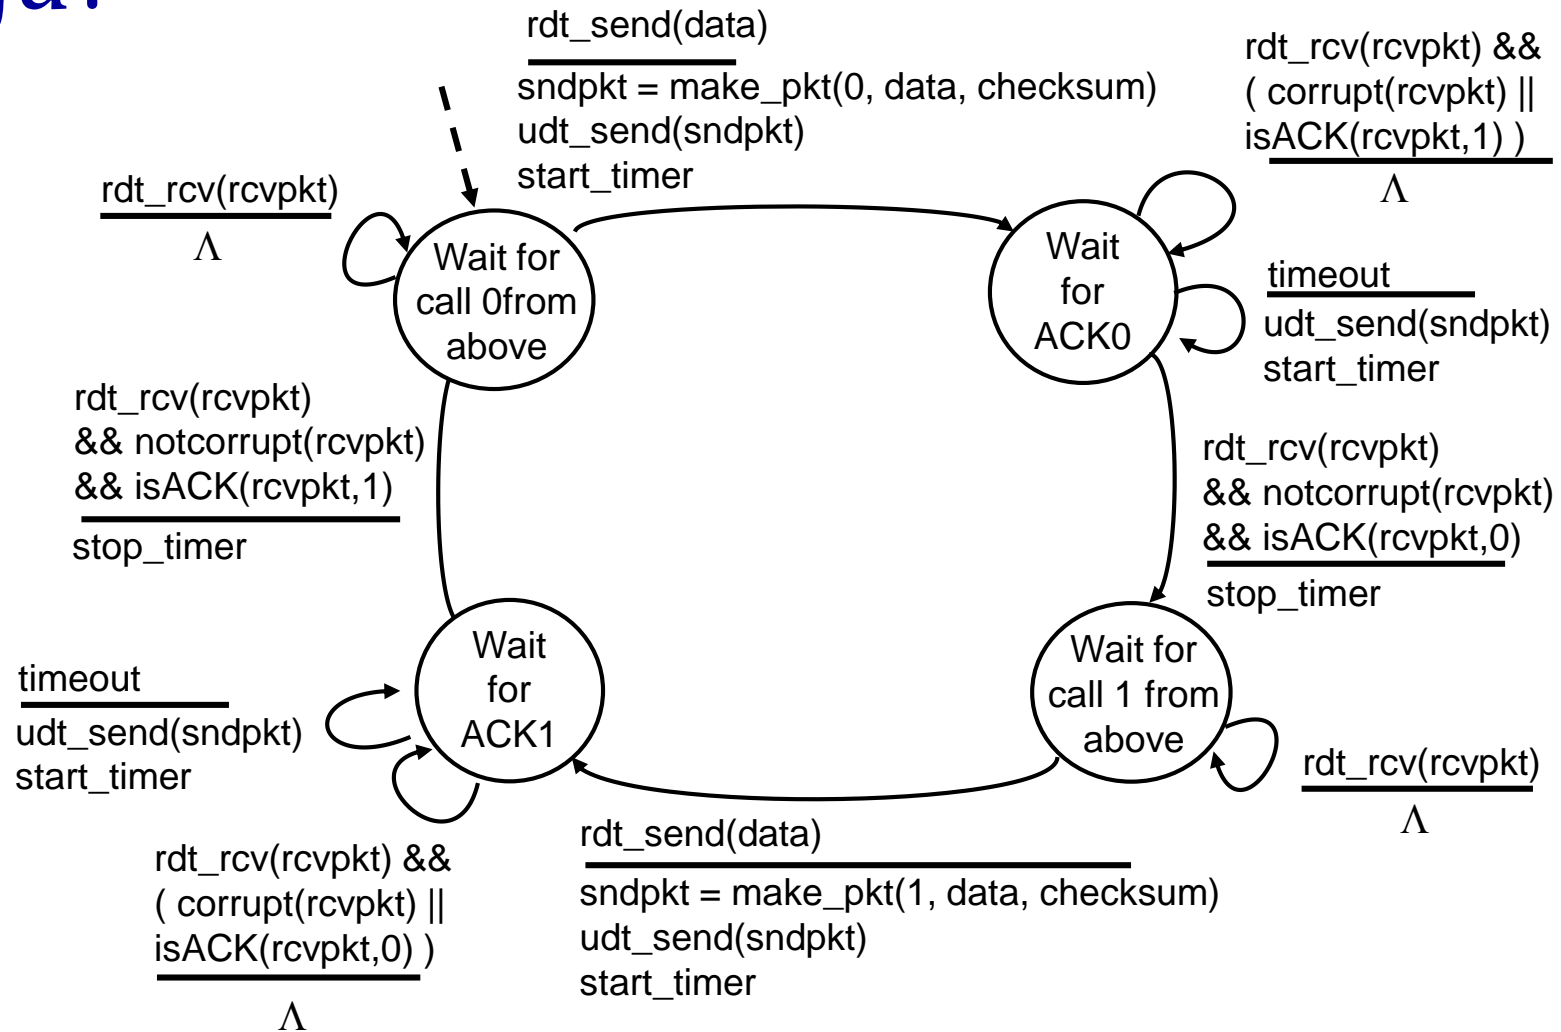 rdt_send(data)
sndpkt = make_pkt(0, data, checksum)
udt_send(sndpkt)
start_timer
rdt_rcv(rcvpkt) &&
( corrupt(rcvpkt) ||
isACK(rcvpkt,1) )
Λ
rdt_rcv(rcvpkt)
Λ
Wait for
call 0from
above
Wait
for
ACK0
timeout
udt_send(sndpkt)
start_timer
rdt_rcv(rcvpkt)
&& notcorrupt(rcvpkt)
&& isACK(rcvpkt,1)
stop_timer
rdt_rcv(rcvpkt)
&& notcorrupt(rcvpkt)
&& isACK(rcvpkt,0)
stop_timer
Wait
for
ACK1
Wait for
call 1 from
above
timeout
udt_send(sndpkt)
start_timer
rdt_rcv(rcvpkt)
Λ
rdt_rcv(rcvpkt) &&
( corrupt(rcvpkt) ||
isACK(rcvpkt,0) )
Λ
rdt_send(data)
sndpkt = make_pkt(1, data, checksum)
udt_send(sndpkt)
start_timer